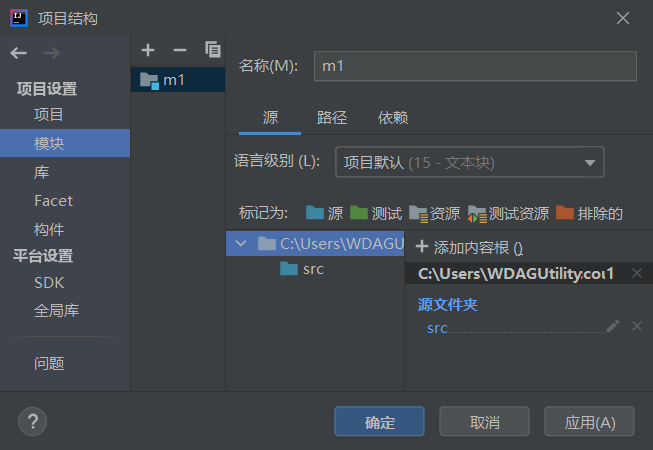 项目结构
项目设置
项目
模块
库
Facet
构件
平台设置
SDK
全局库
问题
m1
名称(M): m1
源 路径 依赖
语言级别 (L): 项目默认 (15 - 文本块)
标记为: 源 测试 资源 测试资源 排除的
C:\Users\WDAGU
src
+ 添加内容根 ()
C:\Users\WDAGUtility.cou1
源文件夹
src
? 确定 取消 应用(A)